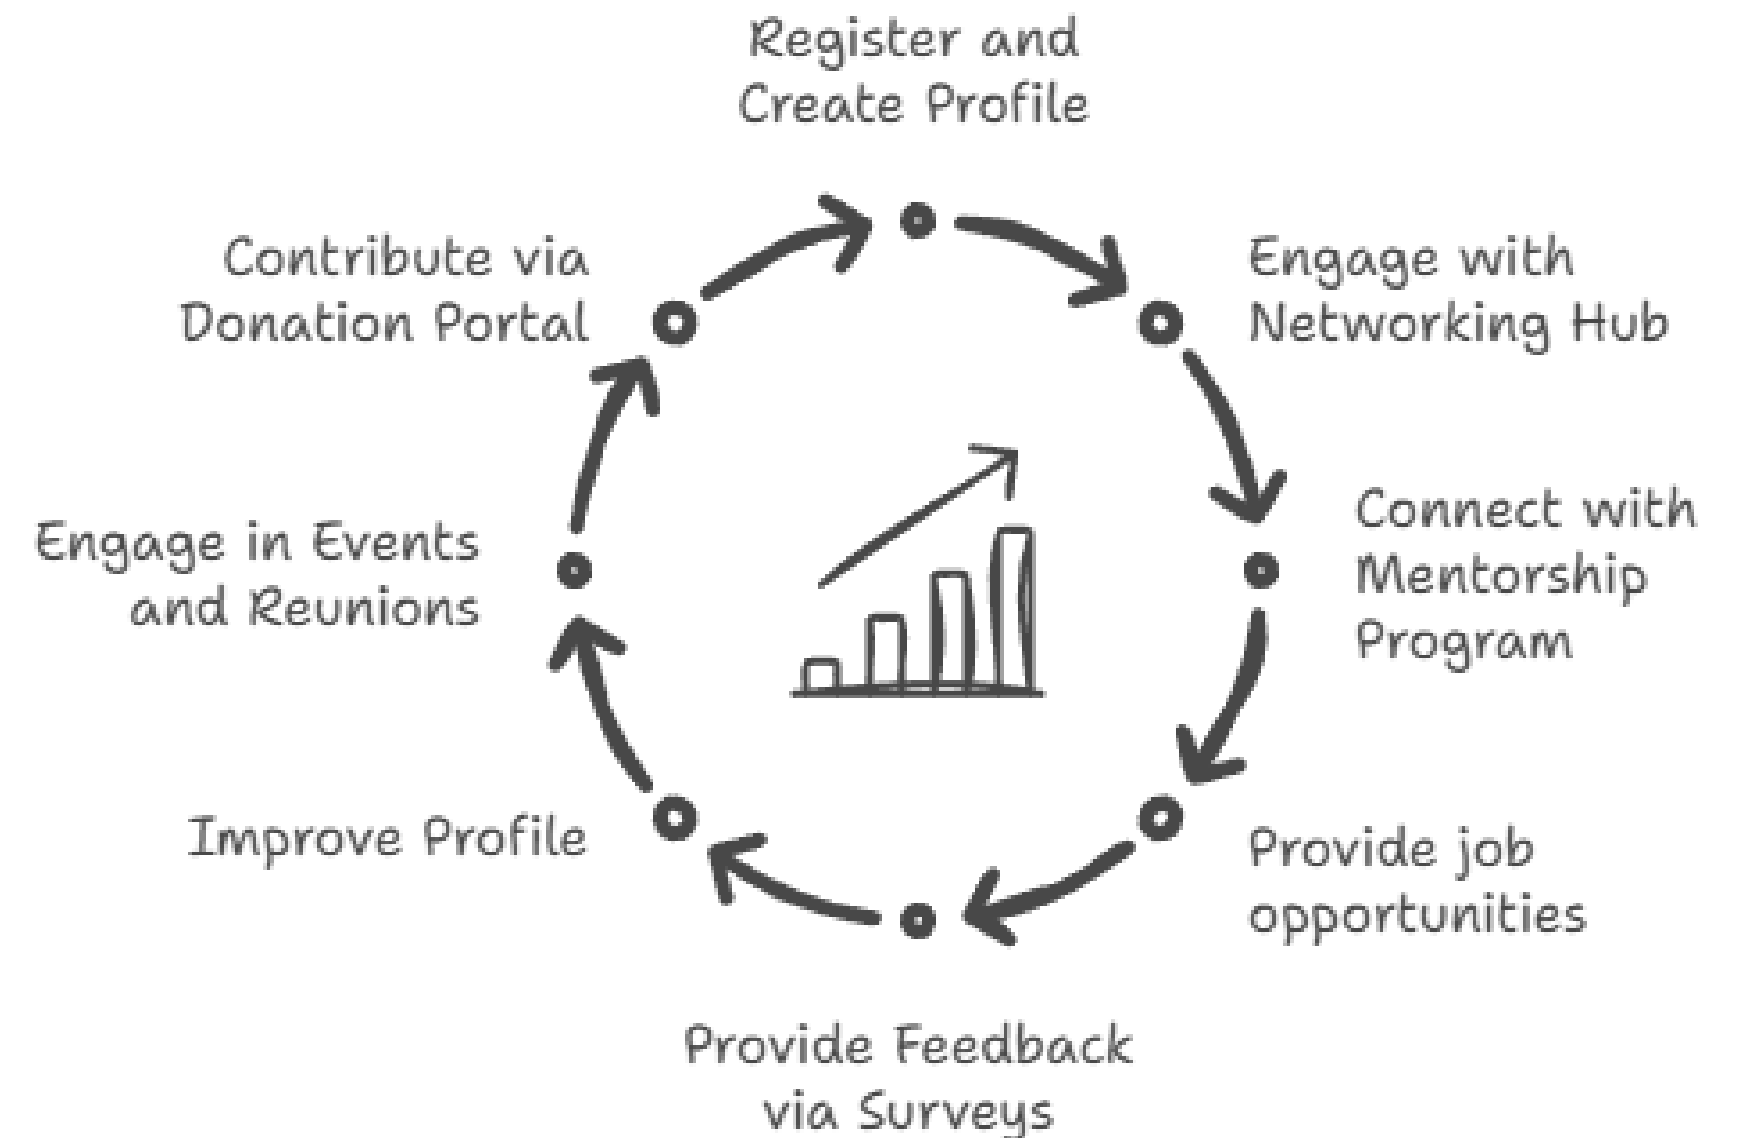 Register and
Create Profile
Engage with
Networking Hub
Connect with
Mentorship
Program
Provide job
opportunities
Provide Feedback
via Surveys
Improve Profile
Engage in Events
and Reunions
Contribute via
Donation Portal